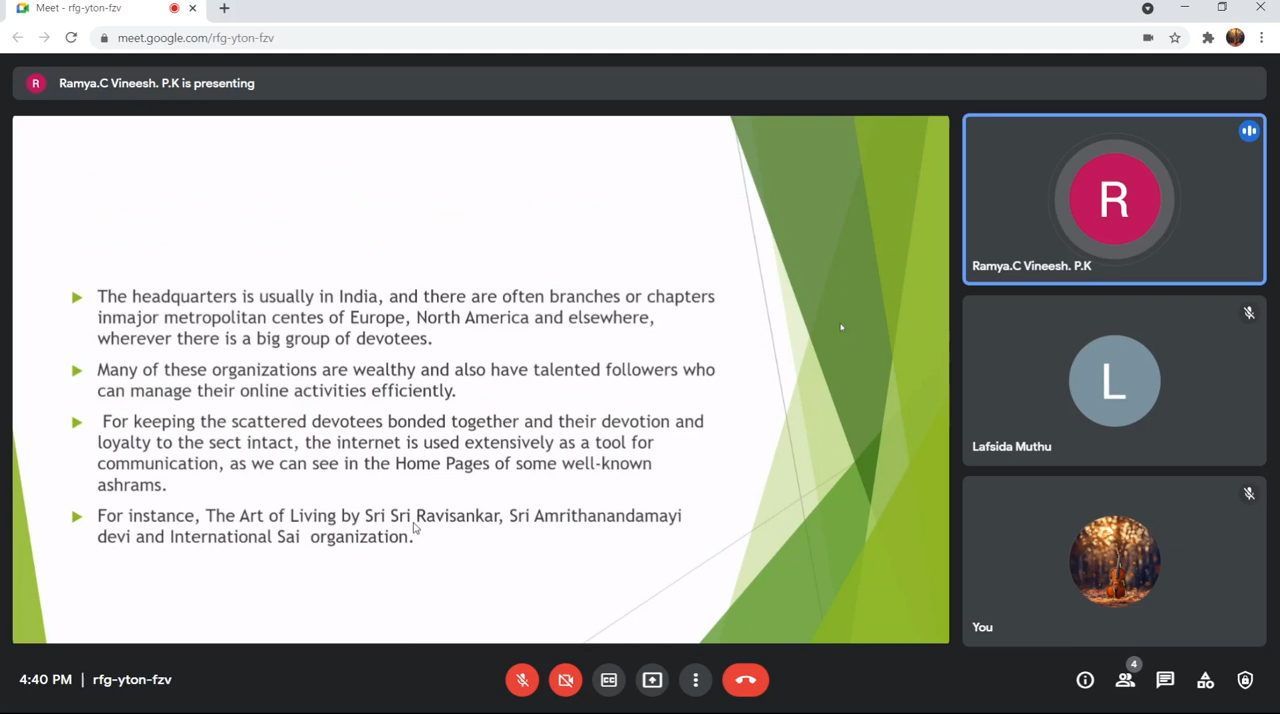 Meet - rfg-yton-fzv
meet.google.com/rfg-yton-fzv
R
Ramya.C Vineesh. P.K is presenting
The headquarters is usually in India, and there are often branches or chapters
inmajor metropolitan centes of Europe, North America and elsewhere,
wherever there is a big group of devotees.
Many of these organizations are wealthy and also have talented followers who
can manage their online activities efficiently.
For keeping the scattered devotees bonded together and their devotion and
loyalty to the sect intact, the internet is used extensively as a tool for
communication, as we can see in the Home Pages of some well-known
ashrams.
For instance, The Art of Living by Sri Sri Ravisankar, Sri Amrithanandamayi
devi and International Sai organization.
R
Ramya.C Vineesh. P.K
L
Lafsida Muthu
You
4:40 PM | rfg-yton-fzv
CC
4